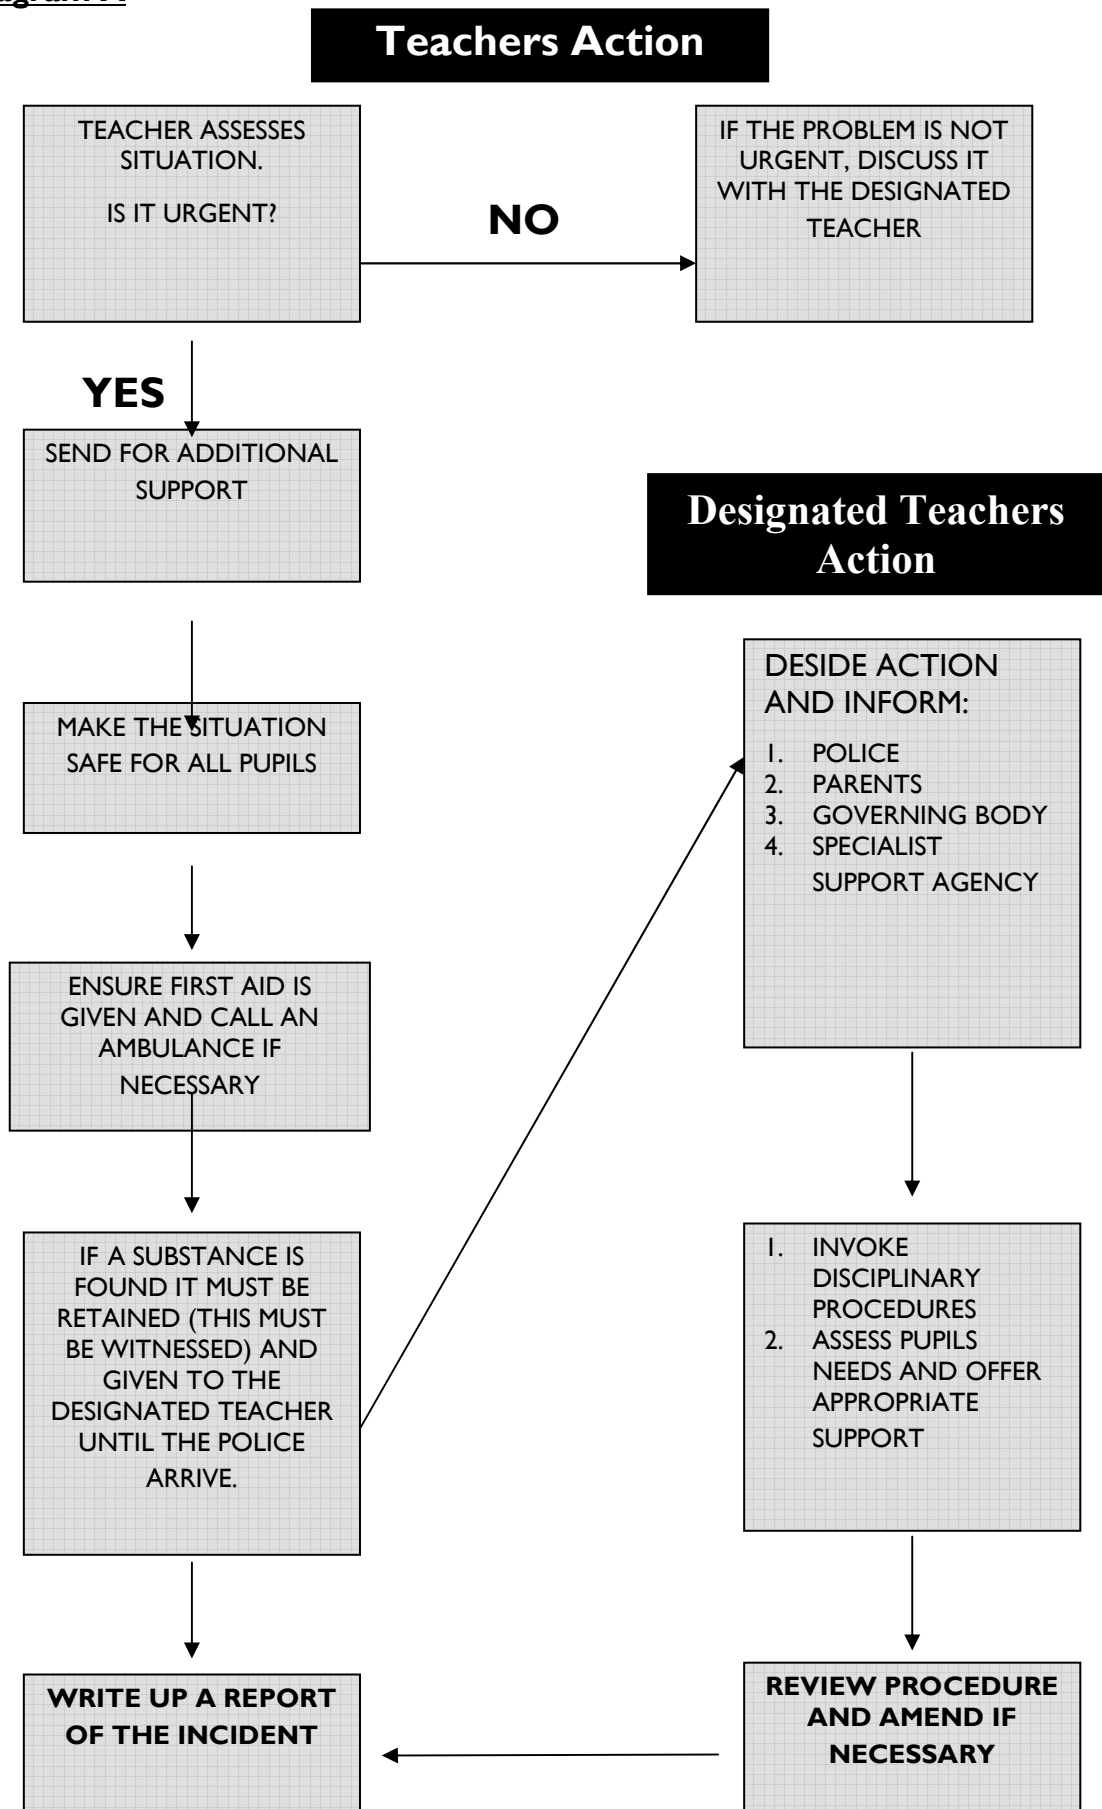 Teachers Action
TEACHER ASSESSES
SITUATION.
IS IT URGENT?
NO
IF THE PROBLEM IS NOT
URGENT, DISCUSS IT
WITH THE DESIGNATED
TEACHER
YES
SEND FOR ADDITIONAL
SUPPORT
MAKE THE SITUATION
SAFE FOR ALL PUPILS
ENSURE FIRST AID IS
GIVEN AND CALL AN
AMBULANCE IF
NECESSARY
IF A SUBSTANCE IS
FOUND IT MUST BE
RETAINED (THIS MUST
BE WITNESSED) AND
GIVEN TO THE
DESIGNATED TEACHER
UNTIL THE POLICE
ARRIVE.
WRITE UP A REPORT
OF THE INCIDENT
Designated Teachers
Action
DESIDE ACTION
AND INFORM:
1. POLICE
2. PARENTS
3. GOVERNING BODY
4. SPECIALIST
SUPPORT AGENCY
1. INVOKE
DISCIPLINARY
PROCEDURES
2. ASSESS PUPILS
NEEDS AND OFFER
APPROPRIATE
SUPPORT
REVIEW PROCEDURE
AND AMEND IF
NECESSARY